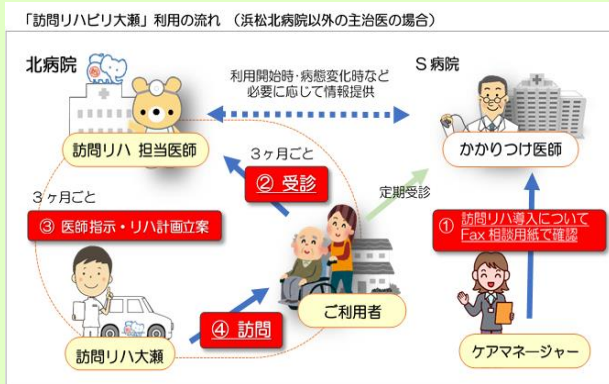 「訪問リハビリ大瀬」利用の流れ （浜松北病院以外の主治医の場合）
北病院
S病院
利用開始時・病態変化時など
必要に応じて情報提供
訪問リハ 担当医師
かかりつけ医師
3ヶ月ごと
② 受診
定期受診
3ヶ月ごと
③ 医師指示・リハ計画立案
① 訪問リハ導入について
Fax相談用紙で確認
ご利用者
④ 訪問
訪問リハ大瀬
ケアマネージャー